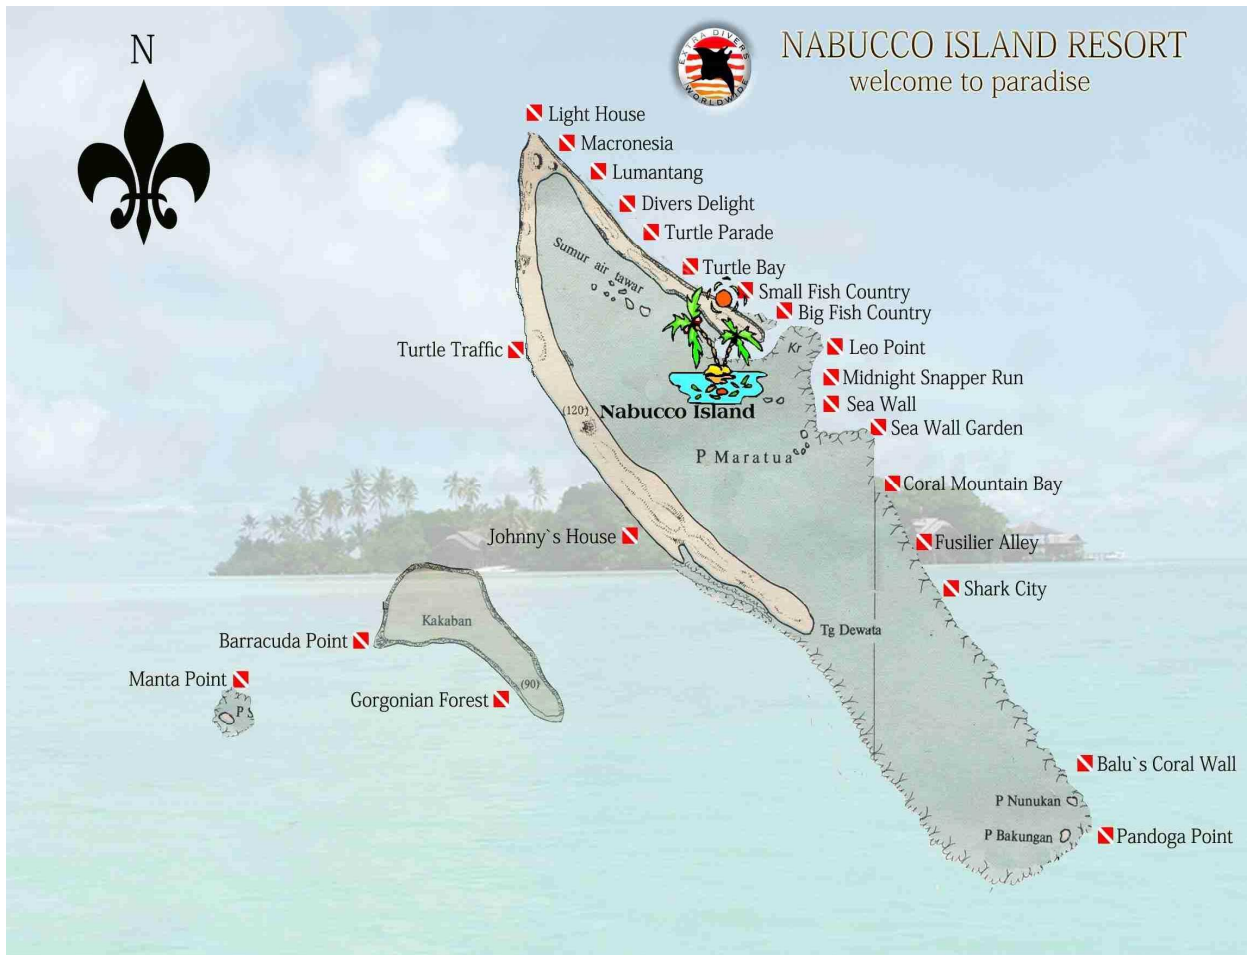 N
EXTRA DIVERS
WORLDWIDE
NABUCCO ISLAND RESORT
welcome to paradise
Light House
Macronesia
Lumantang
Divers Delight
Turtle Parade
Sumur air tawar
Turtle Bay
Small Fish Country
Big Fish Country
Kr
Leo Point
Turtle Traffic
Midnight Snapper Run
Sea Wall
(120)
Nabucco Island
Sea Wall Garden
P Maratua
Coral Mountain Bay
Johnny`s House
Fusilier Alley
Shark City
Kakaban
Tg Dewata
Barracuda Point
Manta Point
(90)
Gorgonian Forest
P S
Balu`s Coral Wall
P Nunukan
P Bakungan
Pandoga Point